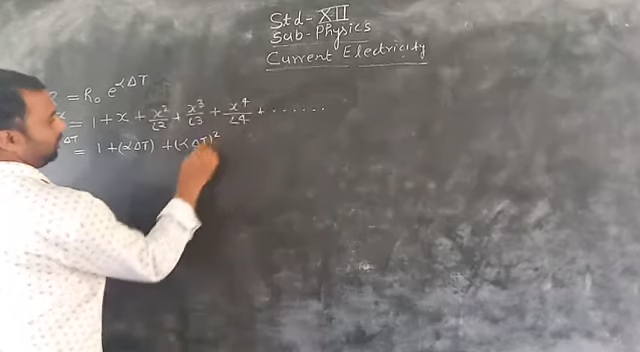 Std-XII
Sub-Physics
Current Electricity
= R₀ e^αΔT
= 1 + x + x²/⌊2 + x³/⌊3 + x⁴/⌊4 + ......
ΔT = 1 + (αΔT) + (αΔT)²